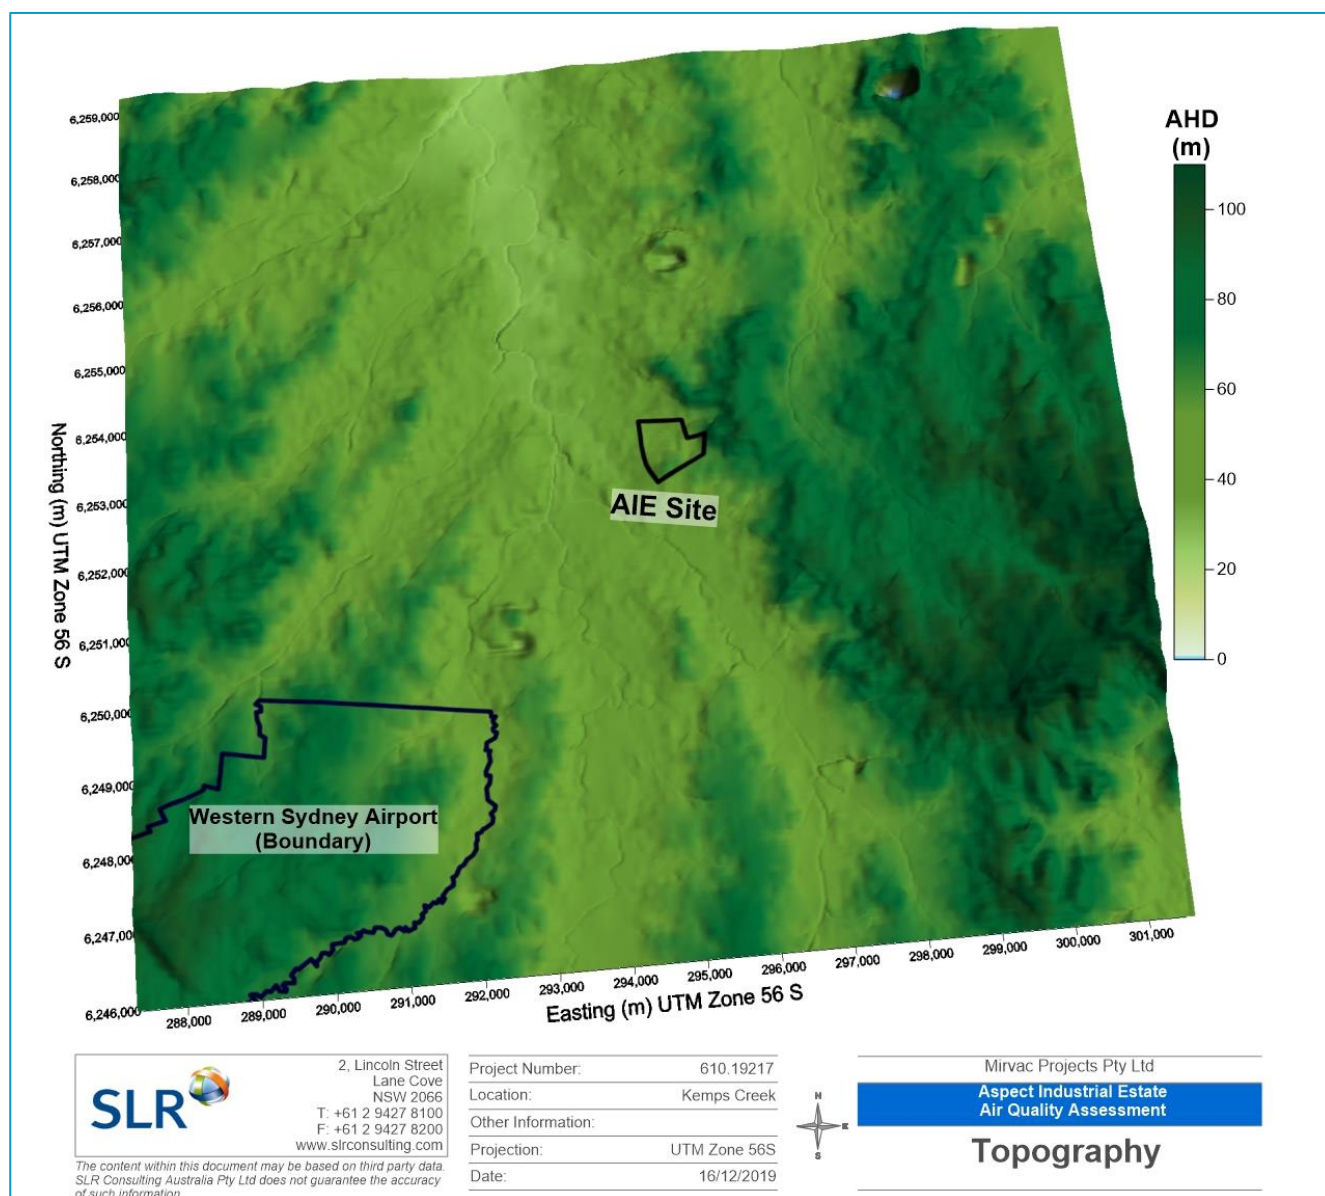 AHD
(m)
100
80
60
40
20
0
6,259,000
6,258,000
6,257,000
6,256,000
6,255,000
6,254,000
6,253,000
6,252,000
6,251,000
6,250,000
6,249,000
6,248,000
6,247,000
6,246,000
Northing (m) UTM Zone 56 S
AIE Site
Western Sydney Airport
(Boundary)
288,000
289,000
290,000
291,000
292,000
293,000
294,000
295,000
296,000
297,000
298,000
299,000
300,000
301,000
Easting (m) UTM Zone 56 S
SLR
2, Lincoln Street
Lane Cove
NSW 2066
T: +61 2 9427 8100
F: +61 2 9427 8200
www.slrconsulting.com
The content within this document may be based on third party data.
SLR Consulting Australia Pty Ltd does not guarantee the accuracy
of such information.
Project Number: 610.19217
Location: Kemps Creek
Other Information:
Projection: UTM Zone 56S
Date: 16/12/2019
N
E
S
Mirvac Projects Pty Ltd
Aspect Industrial Estate
Air Quality Assessment
Topography